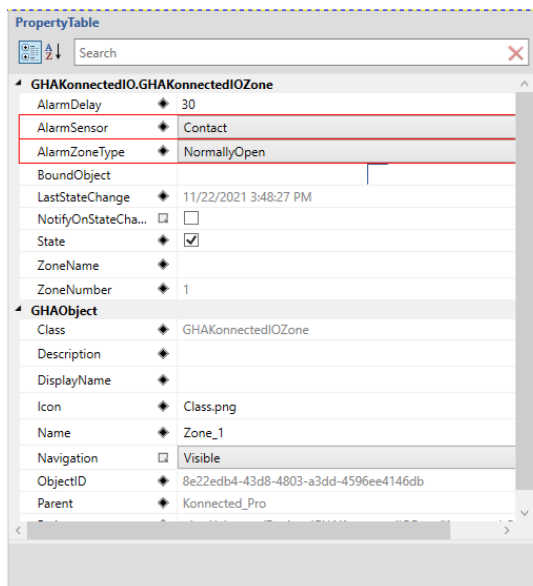 PropertyTable
Search
GHAKonnectedIO.GHAKonnectedIOZone
AlarmDelay 30
AlarmSensor Contact
AlarmZoneType NormallyOpen
BoundObject
LastStateChange 11/22/2021 3:48:27 PM
NotifyOnStateCha...
State
ZoneName
ZoneNumber 1
GHAObject
Class GHAKonnectedIOZone
Description
DisplayName
Icon Class.png
Name Zone_1
Navigation Visible
ObjectID 8e22edb4-43d8-4803-a3dd-4596ee4146db
Parent Konnected_Pro